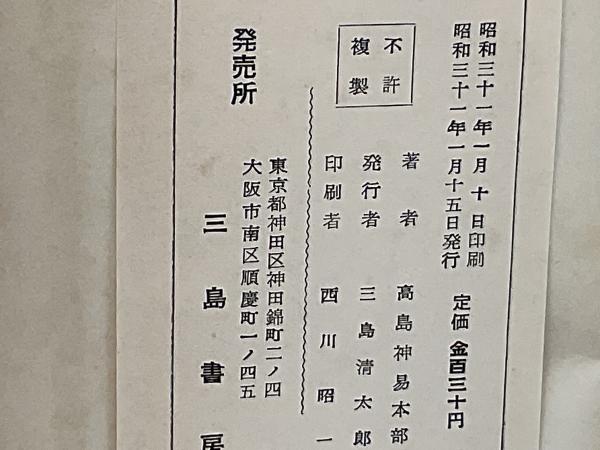 昭和三十一年一月十日印刷
昭和三十一年一月十五日発行
定価 金百三十円
不許
複製
著者 高島神易本部
発行者 三島清太郎
印刷者 西川昭一
東京都神田区神田錦町二ノ四
大阪市南区順慶町一ノ四五
発売所 三島書房